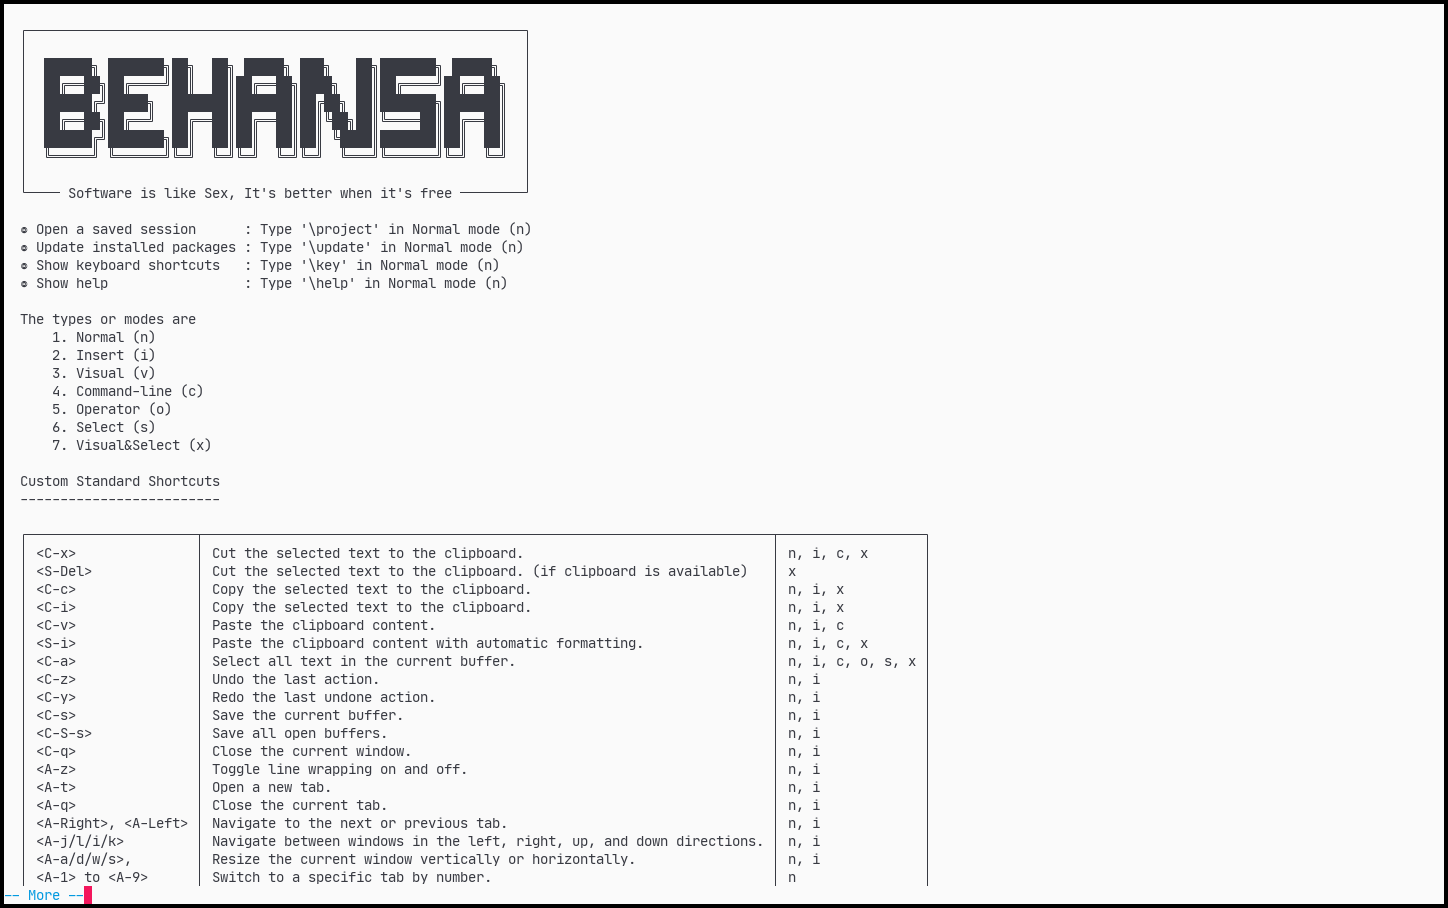 BEHANSA
Software is like Sex, It's better when it's free
Open a saved session : Type '\project' in Normal mode (n)
Update installed packages : Type '\update' in Normal mode (n)
Show keyboard shortcuts : Type '\key' in Normal mode (n)
Show help : Type '\help' in Normal mode (n)
The types or modes are
1. Normal (n)
2. Insert (i)
3. Visual (v)
4. Command-line (c)
5. Operator (o)
6. Select (s)
7. Visual&Select (x)
Custom Standard Shortcuts
-------------------------
<C-x> Cut the selected text to the clipboard. n, i, c, x
<S-Del> Cut the selected text to the clipboard. (if clipboard is available) x
<C-c> Copy the selected text to the clipboard. n, i, x
<C-i> Copy the selected text to the clipboard. n, i, x
<C-v> Paste the clipboard content. n, i, c
<S-i> Paste the clipboard content with automatic formatting. n, i, c, x
<C-a> Select all text in the current buffer. n, i, c, o, s, x
<C-z> Undo the last action. n, i
<C-y> Redo the last undone action. n, i
<C-s> Save the current buffer. n, i
<C-S-s> Save all open buffers. n, i
<C-q> Close the current window. n, i
<A-z> Toggle line wrapping on and off. n, i
<A-t> Open a new tab. n, i
<A-q> Close the current tab. n, i
<A-Right>, <A-Left> Navigate to the next or previous tab. n, i
<A-j/l/i/k> Navigate between windows in the left, right, up, and down directions. n, i
<A-a/d/w/s>, Resize the current window vertically or horizontally. n, i
<A-1> to <A-9> Switch to a specific tab by number. n
-- More --